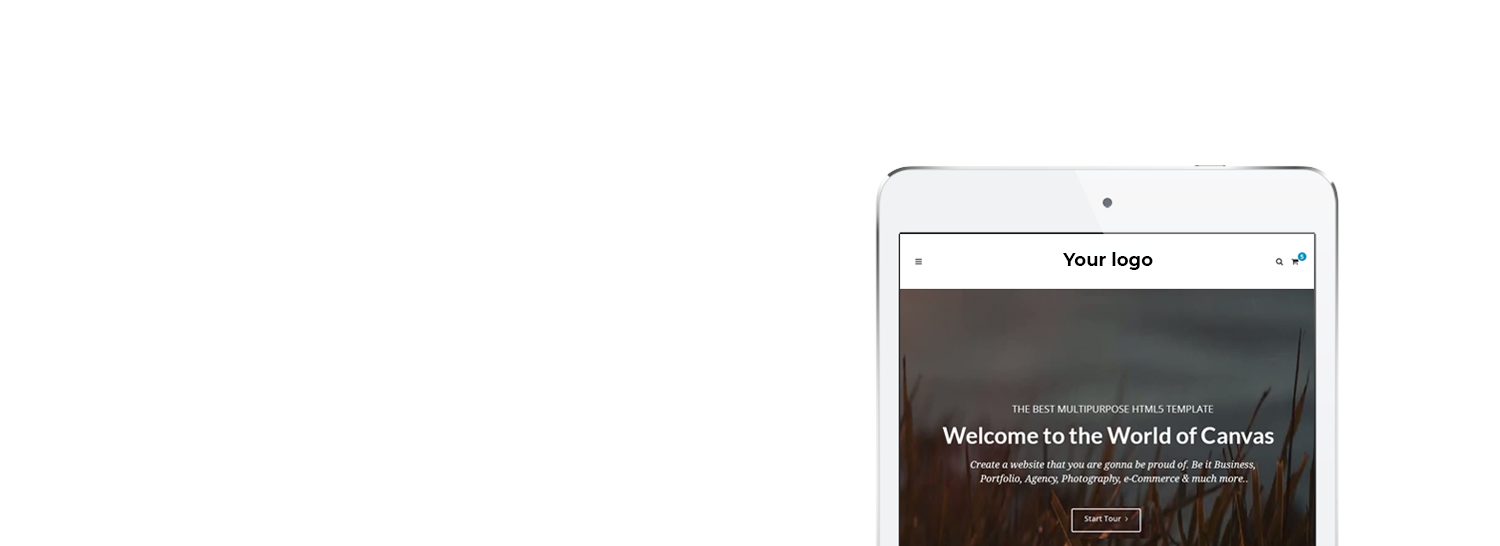 Your logo
5
THE BEST MULTIPURPOSE HTML5 TEMPLATE
Welcome to the World of Canvas
Create a website that you are gonna be proud of. Be it Business,
Portfolio, Agency, Photography, e-Commerce & much more..
Start Tour ›